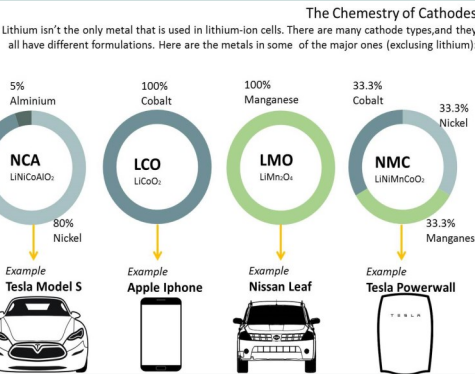 The Chemestry of Cathodes
Lithium isn't the only metal that is used in lithium-ion cells. There are many cathode types,and they
all have different formulations. Here are the metals in some of the major ones (exclusing lithium)
5%
Alminium
100%
Cobalt
100%
Manganese
33.3%
Cobalt
33.3%
Nickel
NCA
LiNiCoAlO₂
LCO
LiCoO₂
LMO
LiMn₂O₄
NMC
LiNiMnCoO₂
80%
Nickel
33.3%
Manganes
Example
Tesla Model S
Example
Apple Iphone
Example
Nissan Leaf
Example
Tesla Powerwall
TESLA